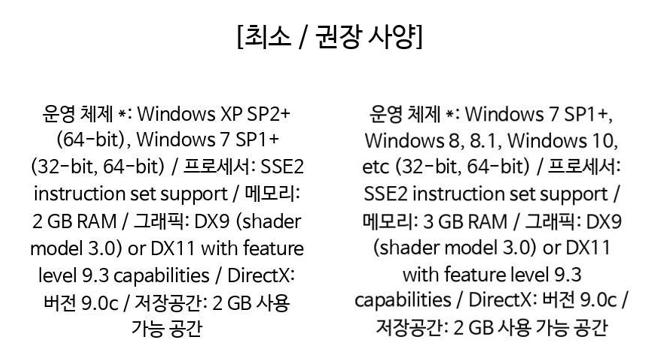 [최소 / 권장 사양]
운영 체제 *: Windows XP SP2+
(64-bit), Windows 7 SP1+
(32-bit, 64-bit) / 프로세서: SSE2
instruction set support / 메모리:
2 GB RAM / 그래픽: DX9 (shader
model 3.0) or DX11 with feature
level 9.3 capabilities / DirectX:
버전 9.0c / 저장공간: 2 GB 사용
가능 공간
운영 체제 *: Windows 7 SP1+,
Windows 8, 8.1, Windows 10,
etc (32-bit, 64-bit) / 프로세서:
SSE2 instruction set support /
메모리: 3 GB RAM / 그래픽: DX9
(shader model 3.0) or DX11
with feature level 9.3
capabilities / DirectX: 버전 9.0c /
저장공간: 2 GB 사용 가능 공간